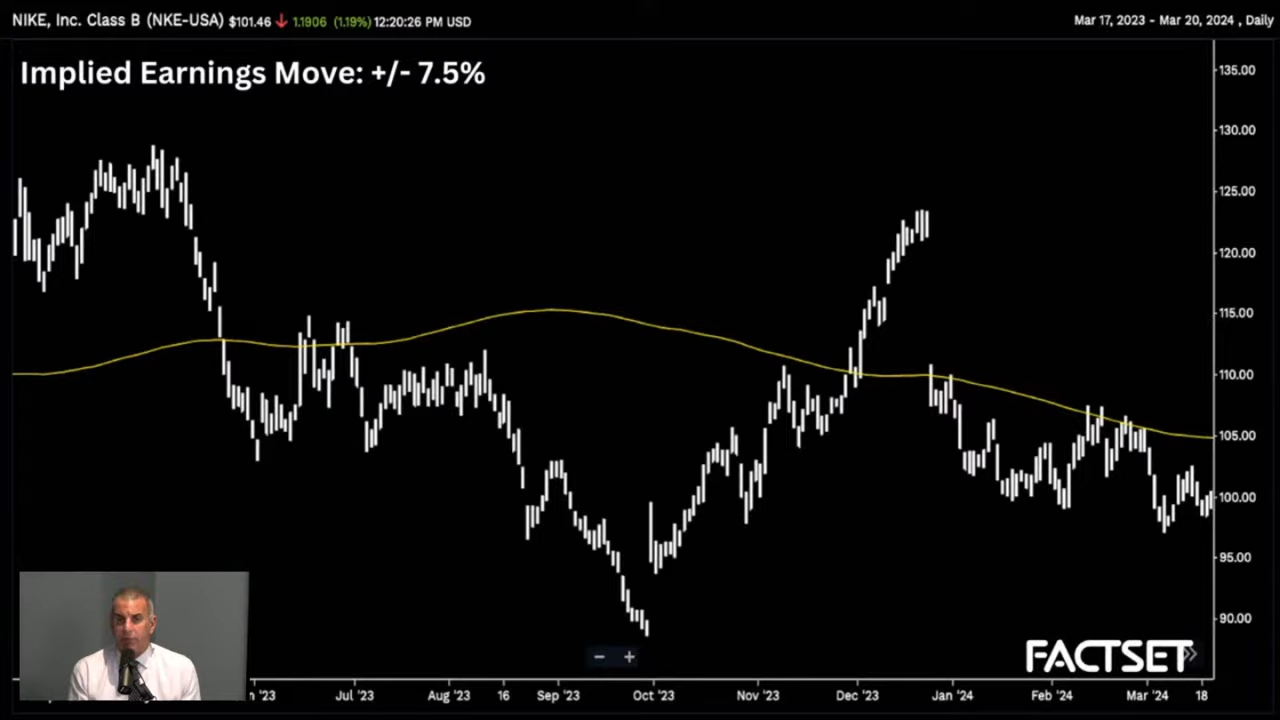 NIKE, Inc. Class B (NKE-USA) $101.46 1.1906 (1.19%) 12:20:26 PM USD
Mar 17, 2023 - Mar 20, 2024 , Daily
Implied Earnings Move: +/- 7.5%
135.00
130.00
125.00
120.00
115.00
110.00
105.00
100.00
95.00
90.00
FACTSET
'23 Jul '23 Aug '23 16 Sep '23 Oct '23 Nov '23 Dec '23 Jan '24 Feb '24 Mar '24 18